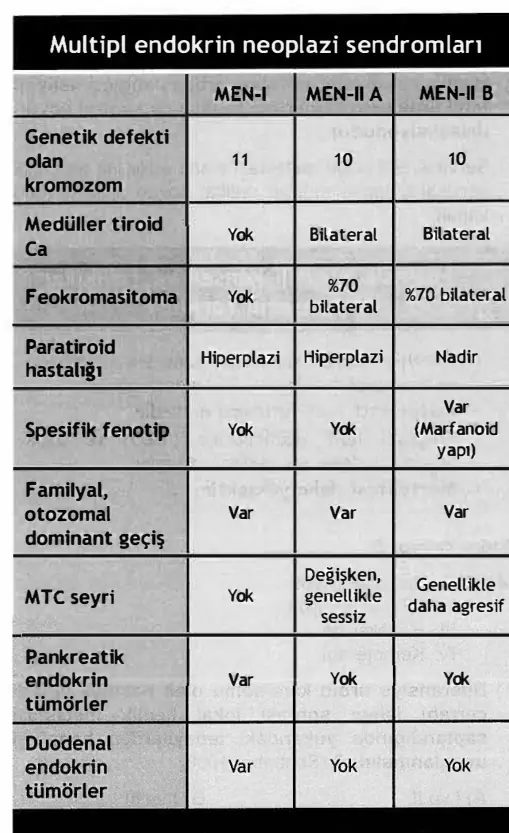 Multipl endokrin neoplazi sendromları
MEN-I MEN-II A MEN-II B
Genetik defekti
olan
kromozom
11 10 10
Medüller tiroid
Ca
Yok Bilateral Bilateral
Feokromasitoma Yok %70
bilateral %70 bilateral
Paratiroid
hastalığı
Hiperplazi Hiperplazi Nadir
Spesifik fenotip Yok Yok Var
(Marfanoid
yapı)
Familyal,
otozomal
dominant geçiş
Var Var Var
MTC seyri Yok Değişken,
genellikle
sessiz
Genellikle
daha agresif
Pankreatik
endokrin
tümörler
Var Yok Yok
Duodenal
endokrin
tümörler
Var Yok Yok